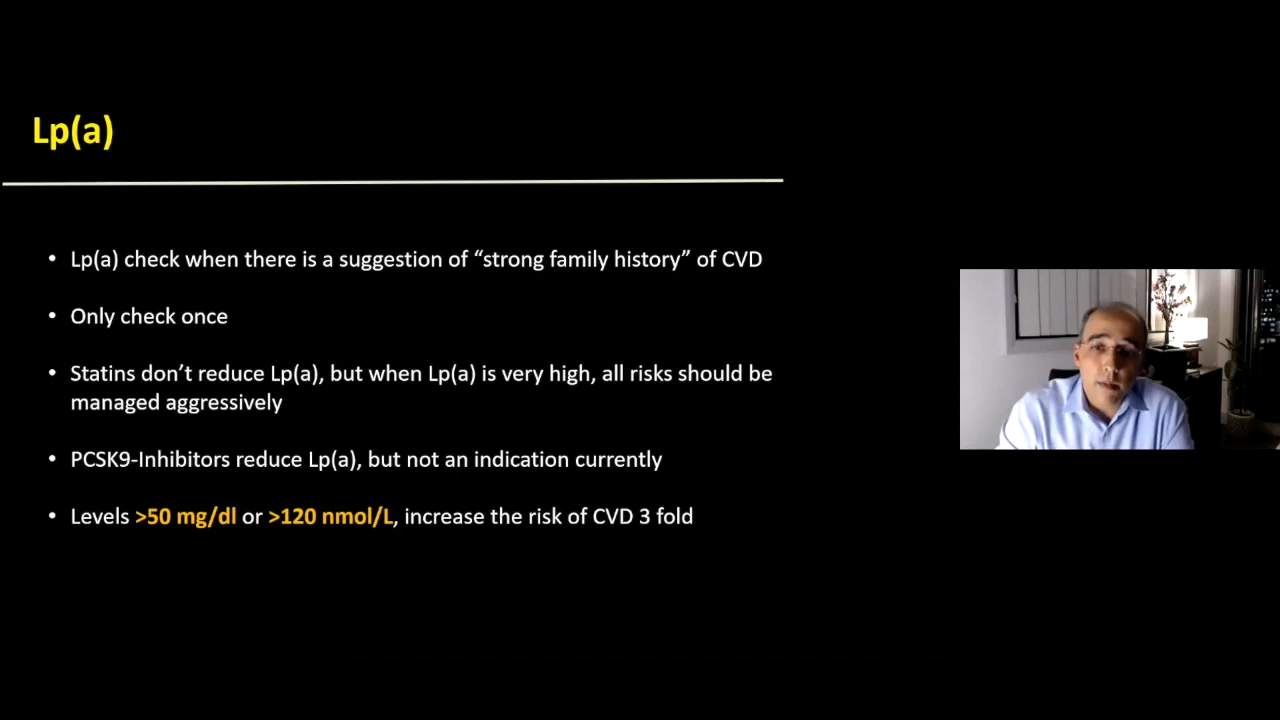 Lp(a)
• Lp(a) check when there is a suggestion of “strong family history” of CVD
• Only check once
• Statins don’t reduce Lp(a), but when Lp(a) is very high, all risks should be
managed aggressively
• PCSK9-Inhibitors reduce Lp(a), but not an indication currently
• Levels >50 mg/dl or >120 nmol/L, increase the risk of CVD 3 fold